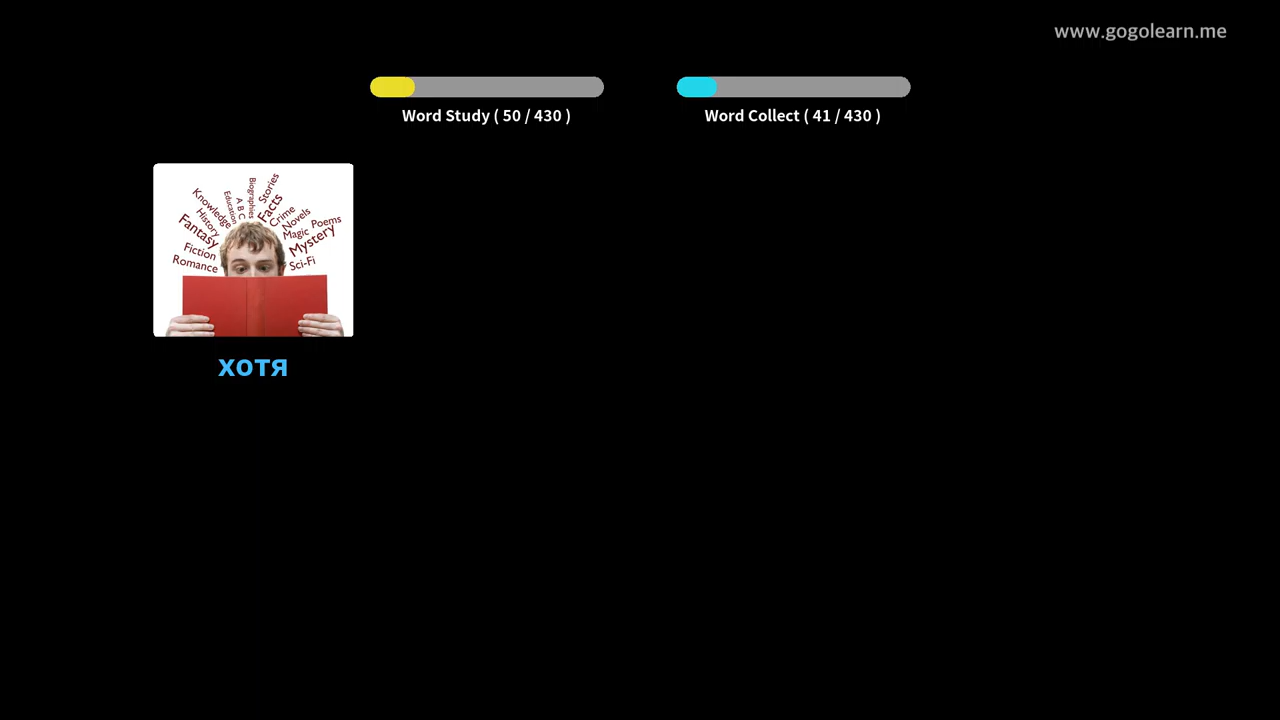 www.gogolearn.me
Word Study ( 50 / 430 )
Word Collect ( 41 / 430 )
Romance
Fiction
Fantasy
History
Knowledge
Education
A B C
Biographies
Stories
Facts
Crime
Novels
Magic
Poems
Mystery
Sci-Fi
хотя